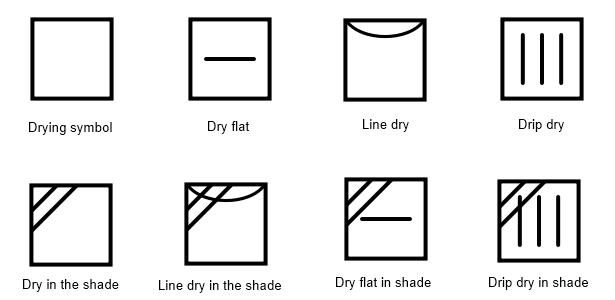 Drying symbol
Dry flat
Line dry
Drip dry
Dry in the shade
Line dry in the shade
Dry flat in shade
Drip dry in shade